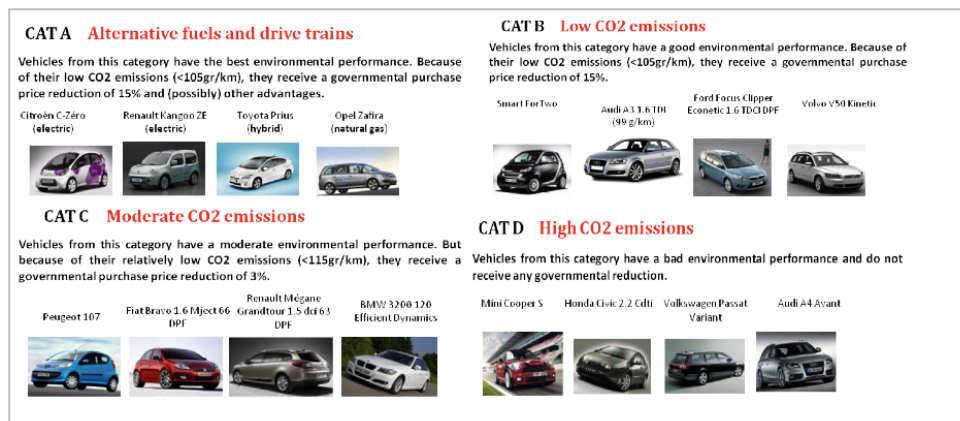 CAT A Alternative fuels and drive trains
Vehicles from this category have the best environmental performance. Because
of their low CO2 emissions (<105gr/km), they receive a governmental purchase
price reduction of 15% and (possibly) other advantages.
Citroën C-Zéro
(electric)
Renault Kangoo ZE
(electric)
Toyota Prius
(hybrid)
Opel Zafira
(natural gas)
CAT B Low CO2 emissions
Vehicles from this category have a good environmental performance. Because of
their low CO2 emissions (<105gr/km), they receive a governmental purchase
price reduction of 15%.
Smart ForTwo
Audi A3 1.6 TDI
(99 g/km)
Ford Focus Clipper
Econetic 1.6 TDCI DPF
Volvo V50 Kinetic
CAT C Moderate CO2 emissions
Vehicles from this category have a moderate environmental performance. But
because of their relatively low CO2 emissions (<115gr/km), they receive a
governmental purchase price reduction of 3%.
Peugeot 107
Fiat Bravo 1.6 Mject 66
DPF
Renault Mégane
Grandtour 1.5 dci 63
DPF
BMW 3200 120
Efficient Dynamics
CAT D High CO2 emissions
Vehicles from this category have a bad environmental performance and do not
receive any governmental reduction.
Mini Cooper S
Honda Civic 2.2 Cdti
Volkswagen Passat
Variant
Audi A4 Avant